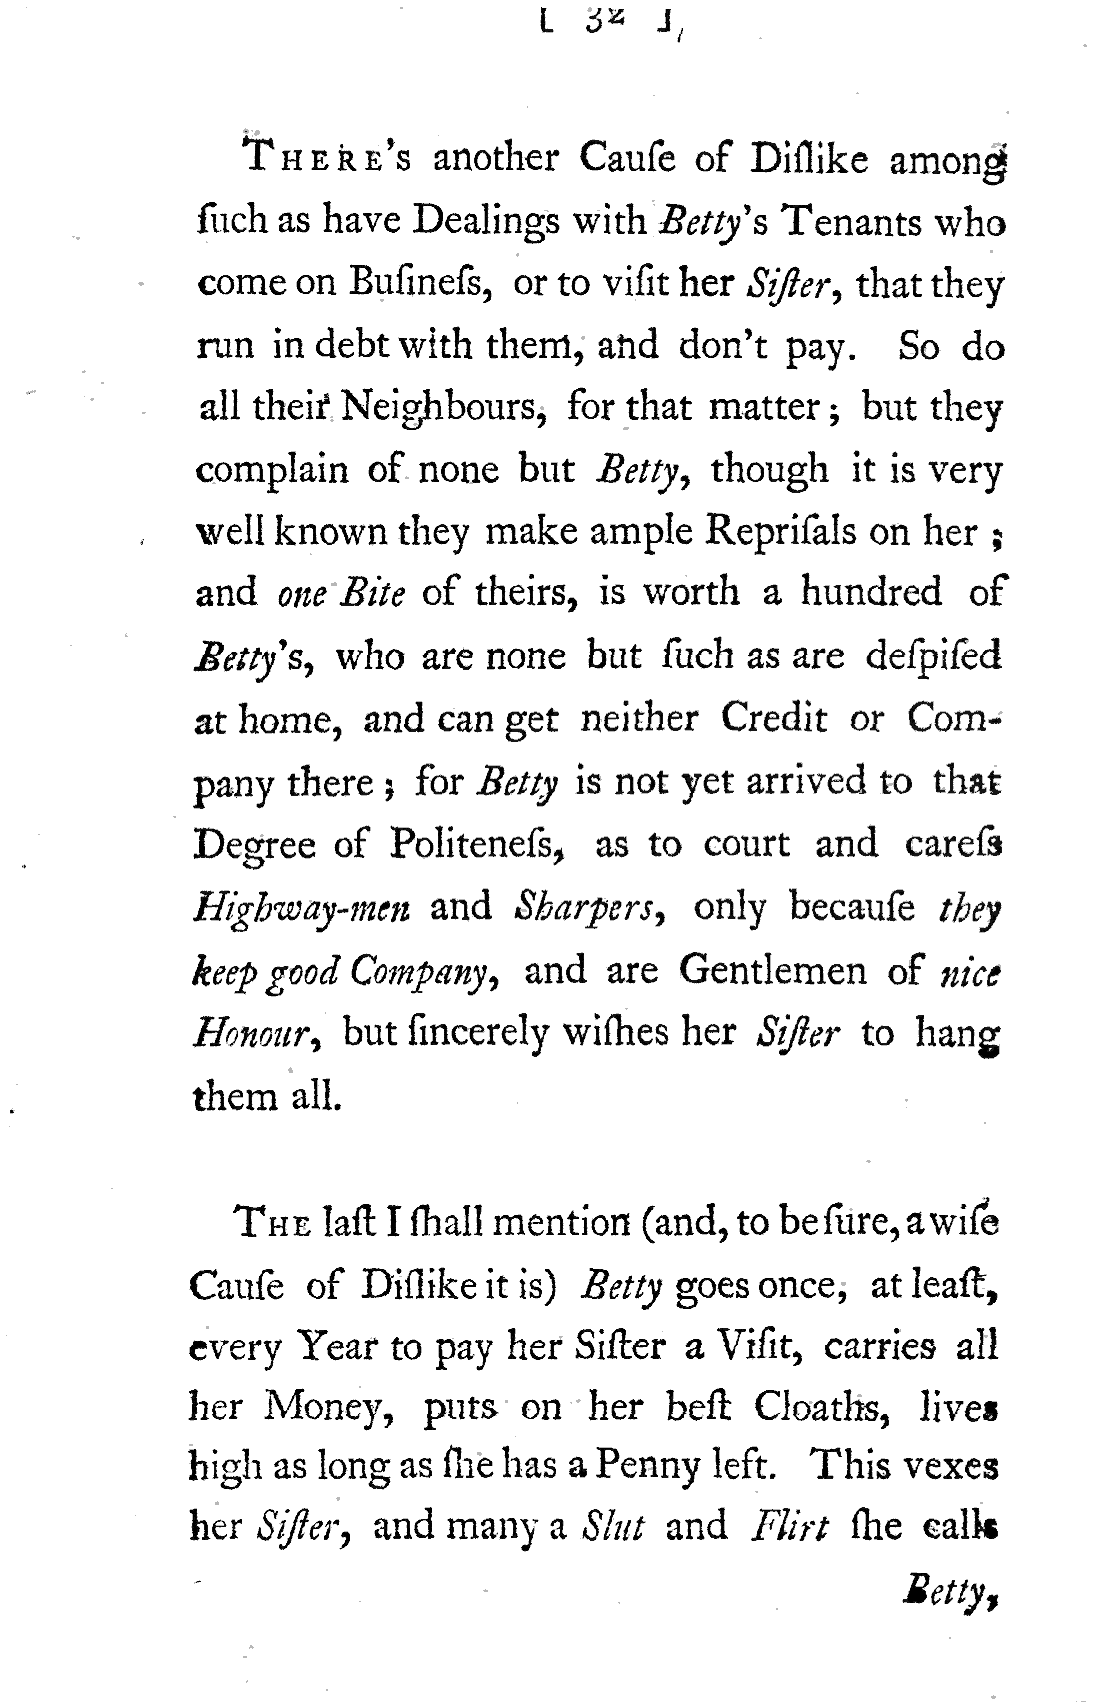 [ 32 ]
THERE's another Cauſe of Diſlike among
ſuch as have Dealings with Betty's Tenants who
come on Buſineſs, or to viſit her Siſter, that they
run in debt with them, and don't pay. So do
all their Neighbours, for that matter; but they
complain of none but Betty, though it is very
well known they make ample Repriſals on her;
and one Bite of theirs, is worth a hundred of
Betty's, who are none but ſuch as are deſpiſed
at home, and can get neither Credit or Com-
pany there; for Betty is not yet arrived to that
Degree of Politeneſs, as to court and careſs
Highway-men and Sharpers, only becauſe they
keep good Company, and are Gentlemen of nice
Honour, but ſincerely wiſhes her Siſter to hang
them all.
THE laſt I ſhall mention (and, to be ſure, a wiſe
Cauſe of Diſlike it is) Betty goes once, at leaſt,
every Year to pay her Siſter a Viſit, carries all
her Money, puts on her beſt Cloaths, lives
high as long as ſhe has a Penny left. This vexes
her Siſter, and many a Slut and Flirt ſhe calls
Betty,